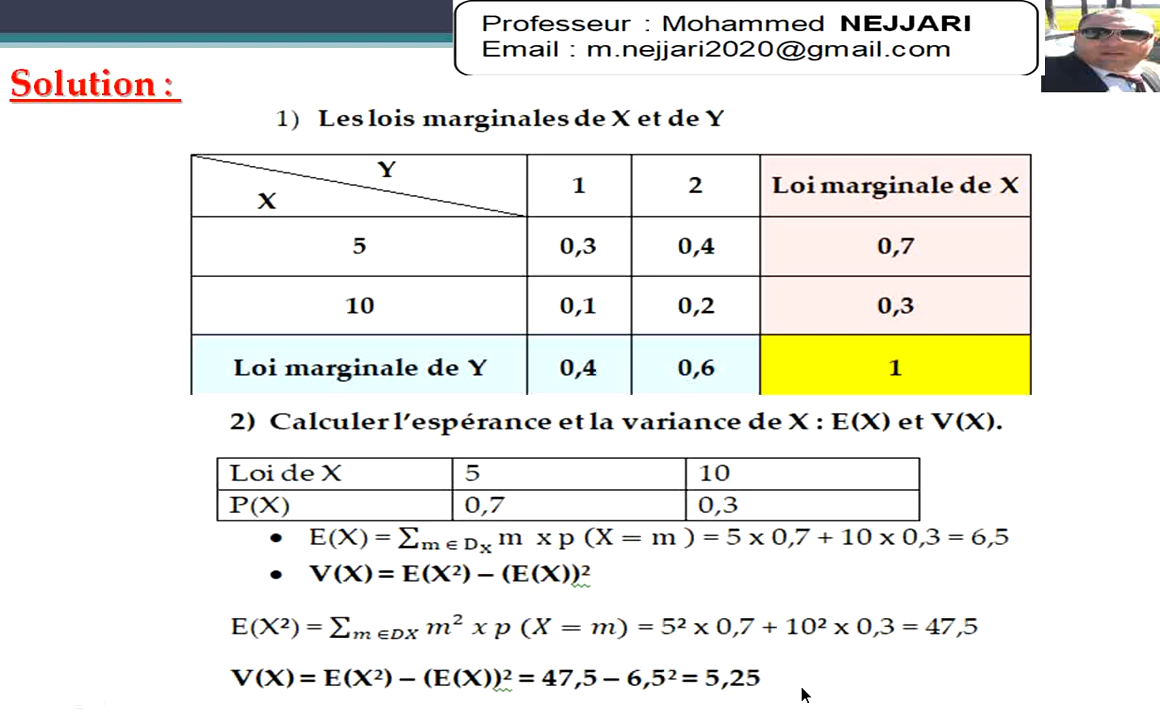 Professeur : Mohammed NEJJARI
Email : m.nejjari2020@gmail.com
Solution :
1) Les lois marginales de X et de Y
Y
X
1 2 Loi marginale de X
5 0,3 0,4 0,7
10 0,1 0,2 0,3
Loi marginale de Y 0,4 0,6 1
2) Calculer l'espérance et la variance de X : E(X) et V(X).
Loi de X 5 10
P(X) 0,7 0,3
• E(X) = ∑m ∈ Dx m x p (X = m ) = 5 x 0,7 + 10 x 0,3 = 6,5
• V(X) = E(X²) – (E(X))²
E(X²) = ∑m ∈DX m² x p (X = m) = 5² x 0,7 + 10² x 0,3 = 47,5
V(X) = E(X²) – (E(X))² = 47,5 – 6,5² = 5,25